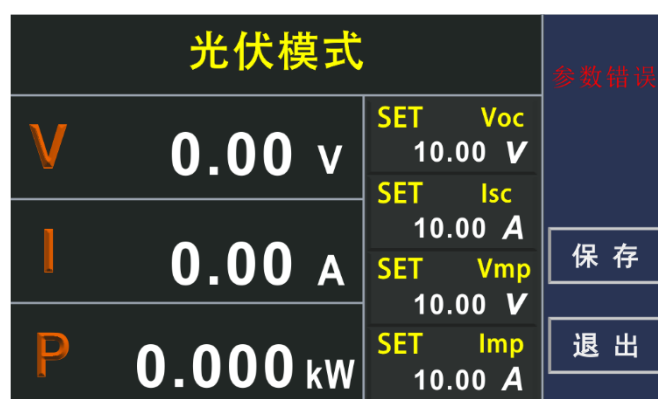 光伏模式
参数错误
V 0.00 V
I 0.00 A
P 0.000 kW
SET Voc
10.00 V
SET Isc
10.00 A
SET Vmp
10.00 V
SET Imp
10.00 A
保存
退出